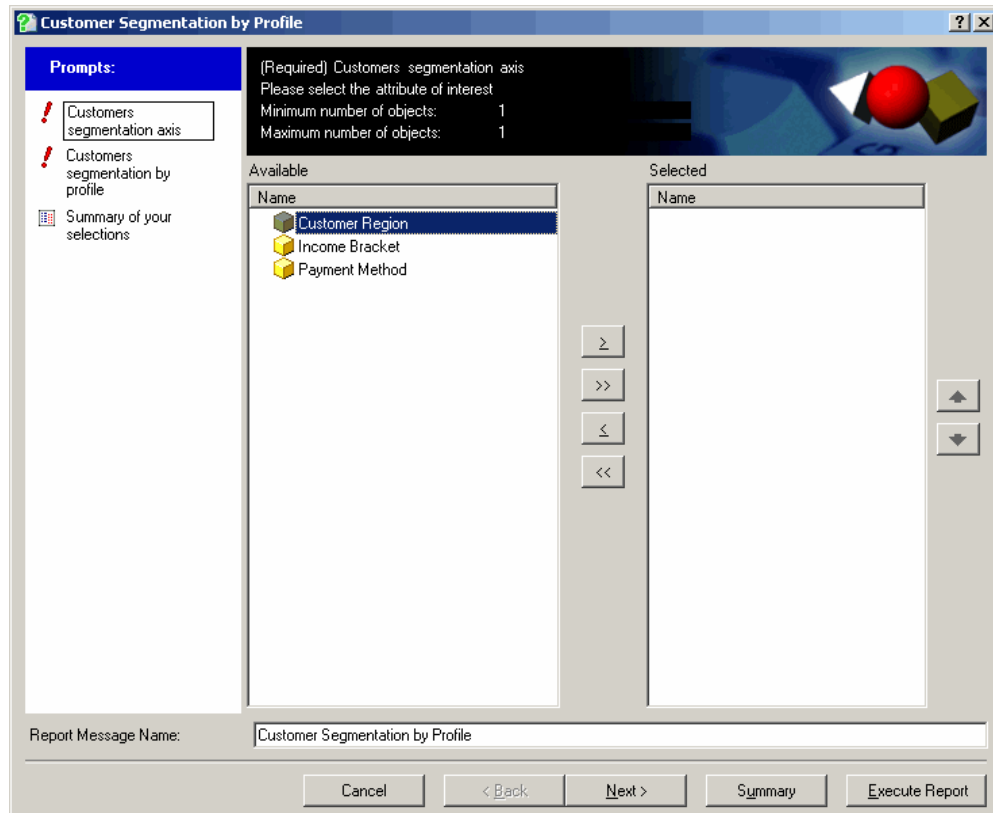 Customer Segmentation by Profile
Prompts:
Customers
segmentation axis
Customers
segmentation by
profile
Summary of your
selections
(Required) Customers segmentation axis
Please select the attribute of interest
Minimum number of objects: 1
Maximum number of objects: 1
Available
Name
Customer Region
Income Bracket
Payment Method
>
>>
<
<<
Selected
Name
Report Message Name:
Customer Segmentation by Profile
Cancel
< Back
Next >
Summary
Execute Report